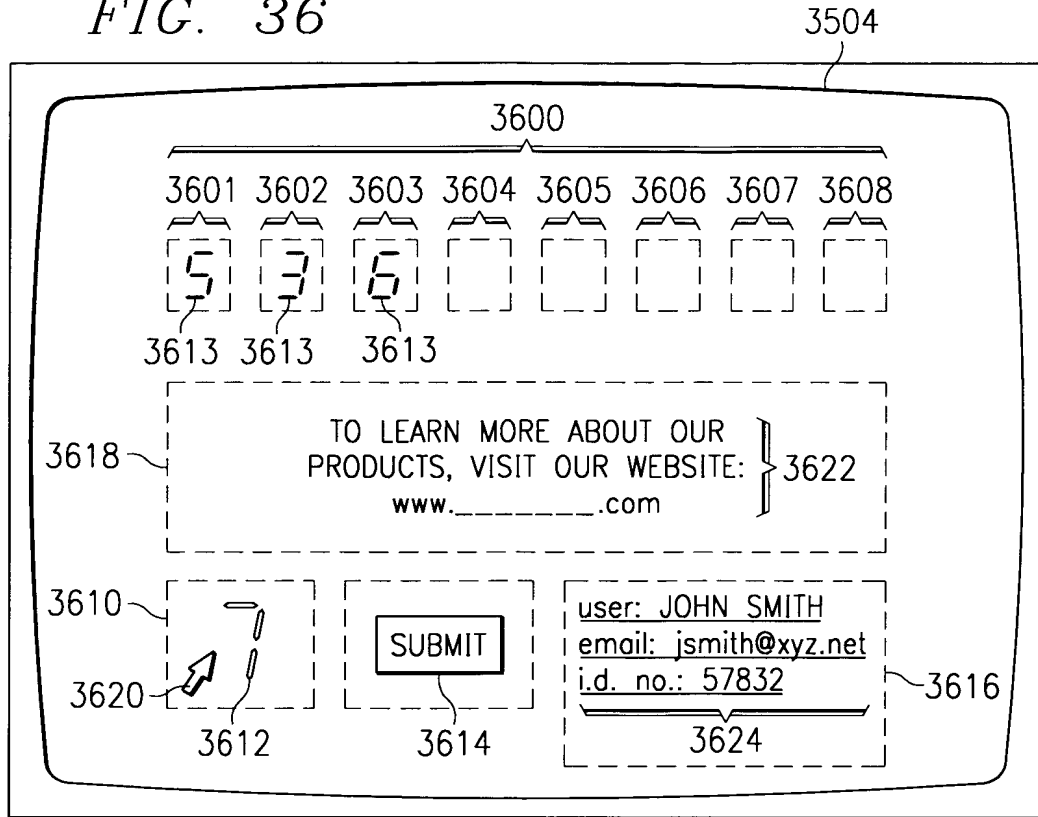 FIG. 36
3504
3600
3601 3602 3603 3604 3605 3606 3607 3608
5 3 6
3613 3613 3613
TO LEARN MORE ABOUT OUR
PRODUCTS, VISIT OUR WEBSITE:
www._______.com
3618
3622
3610
7
3620
3612
SUBMIT
3614
user: JOHN SMITH
email: jsmith@xyz.net
i.d. no.: 57832
3624
3616